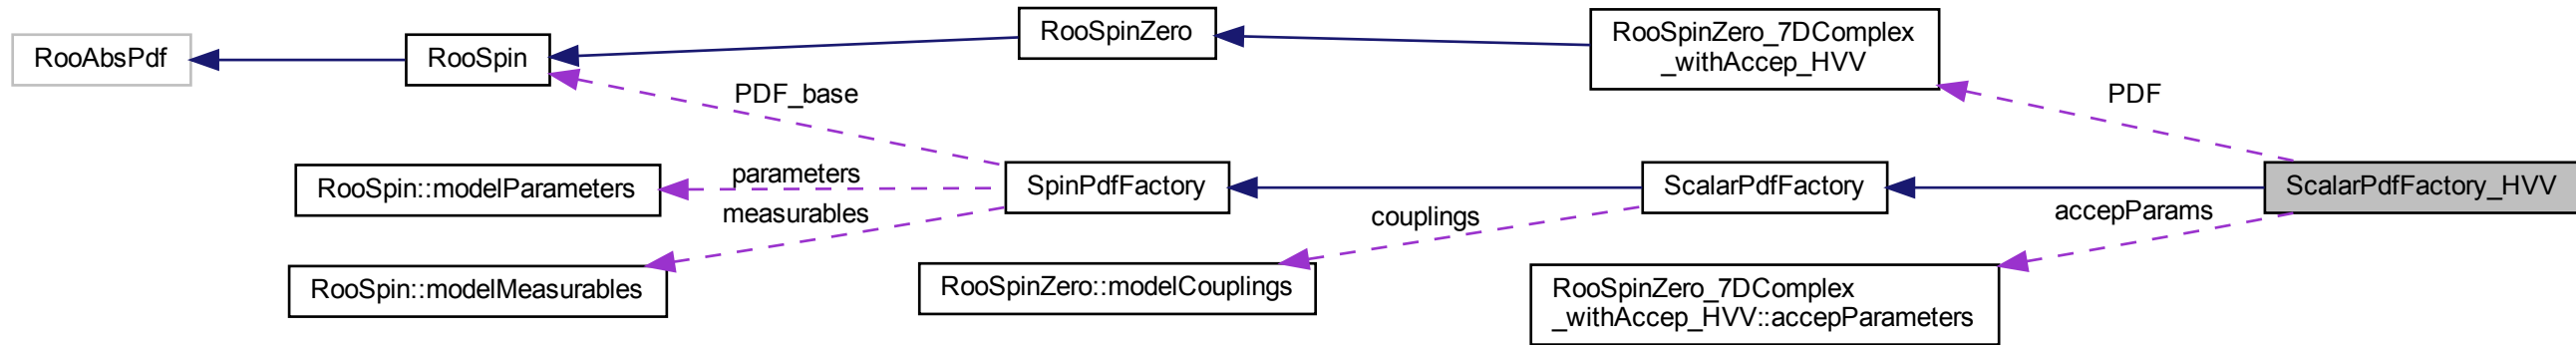 RooAbsPdf
RooSpin
RooSpinZero
RooSpinZero_7DComplex
_withAccep_HVV
PDF_base
PDF
RooSpin::modelParameters
parameters
measurables
SpinPdfFactory
ScalarPdfFactory
ScalarPdfFactory_HVV
couplings
accepParams
RooSpin::modelMeasurables
RooSpinZero::modelCouplings
RooSpinZero_7DComplex
_withAccep_HVV::accepParameters